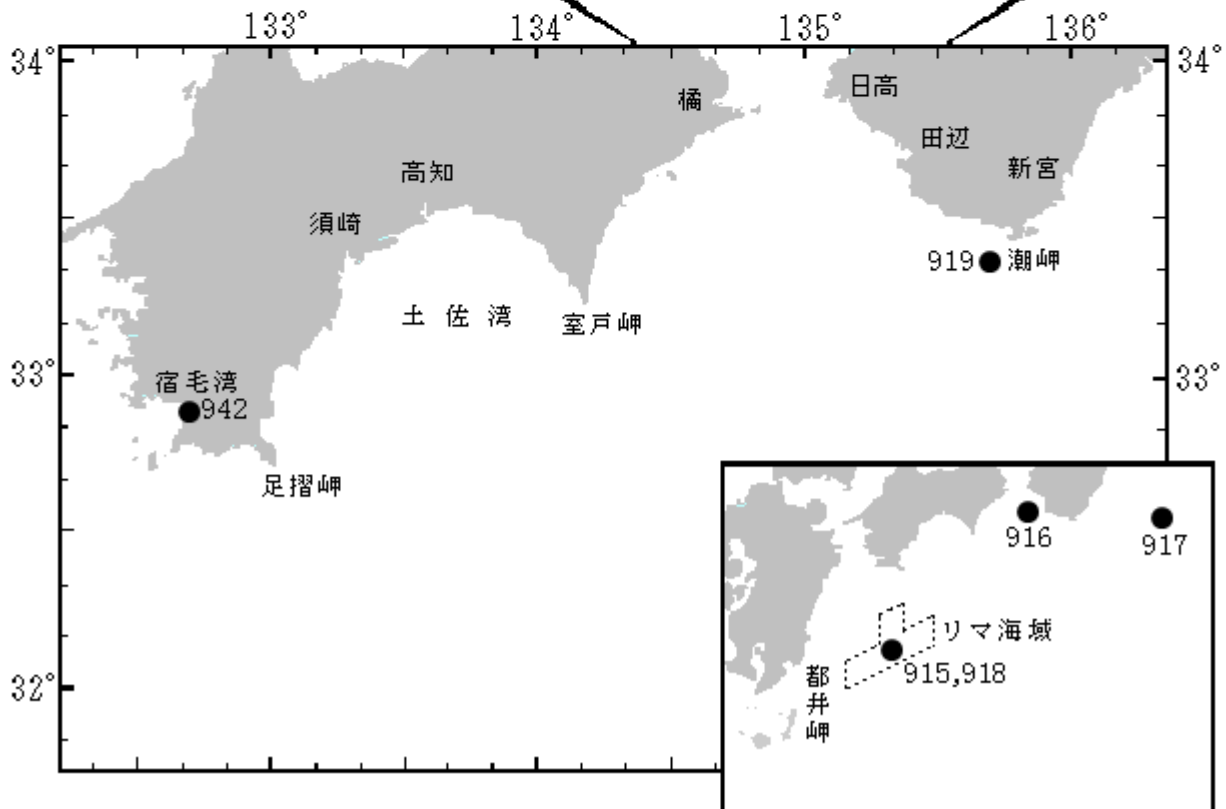 133° 134° 135° 136°
34° 34°
橘
日高
田辺
高知
新宮
須崎
919 潮岬
土佐湾
室戸岬
33° 33°
宿毛湾
942
足摺岬
916
917
リマ海域
915,918
都井岬
32°